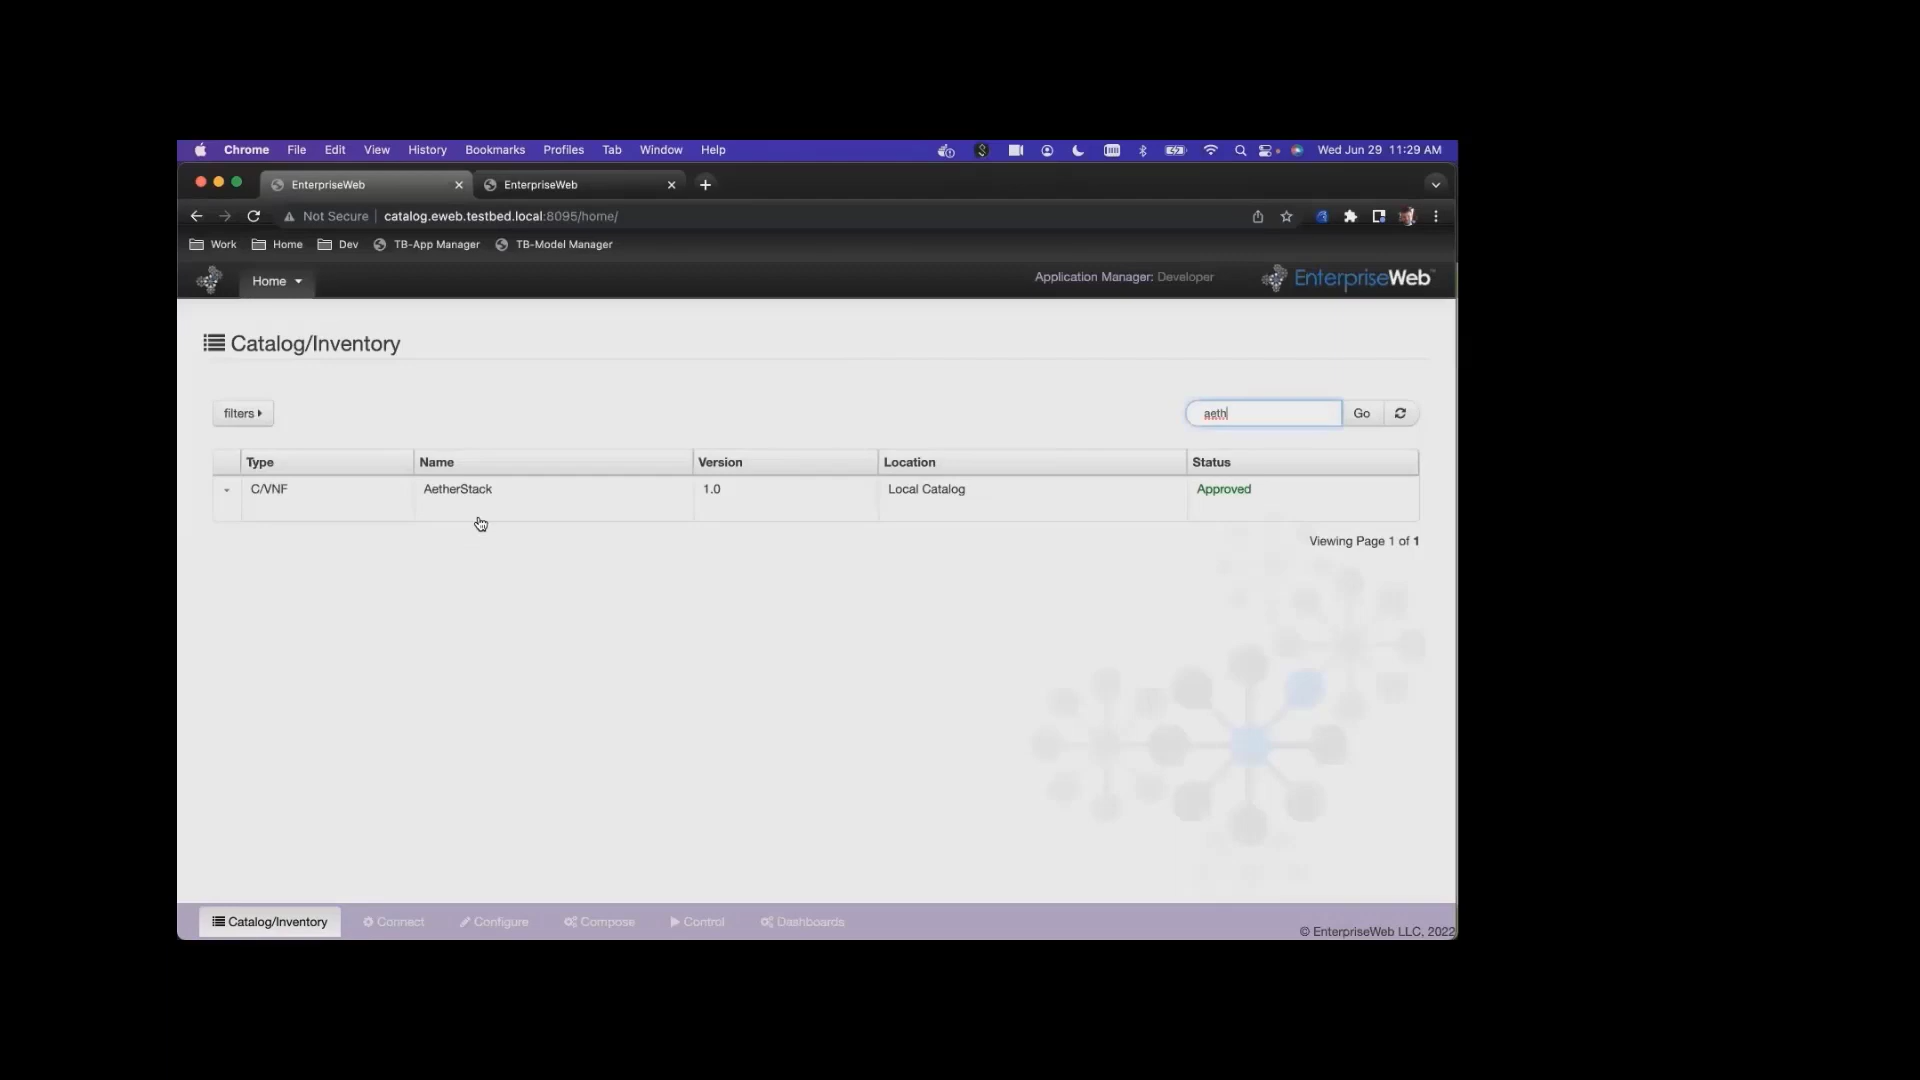 Chrome File Edit View History Bookmarks Profiles Tab Window Help Wed Jun 29 11:29 AM
EnterpriseWeb EnterpriseWeb
Not Secure catalog.eweb.testbed.local:8095/home/
Work Home Dev TB-App Manager TB-Model Manager
Home Application Manager: Developer EnterpriseWeb
Catalog/Inventory
filters aeth Go
Type Name Version Location Status
C/VNF AetherStack 1.0 Local Catalog Approved
Viewing Page 1 of 1
Catalog/Inventory Connect Configure Compose Control Dashboards
© EnterpriseWeb LLC, 2022